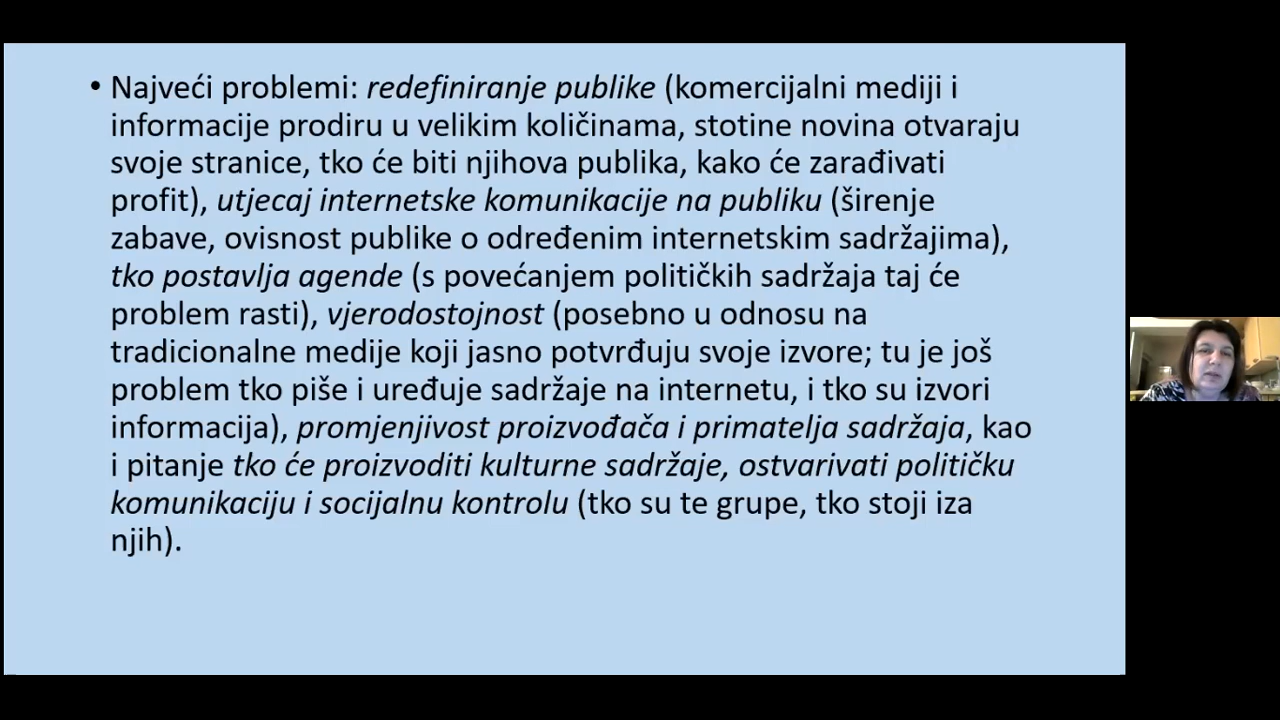 • Najveći problemi: redefiniranje publike (komercijalni mediji i
informacije prodiru u velikim količinama, stotine novina otvaraju
svoje stranice, tko će biti njihova publika, kako će zarađivati
profit), utjecaj internetske komunikacije na publiku (širenje
zabave, ovisnost publike o određenim internetskim sadržajima),
tko postavlja agende (s povećanjem političkih sadržaja taj će
problem rasti), vjerodostojnost (posebno u odnosu na
tradicionalne medije koji jasno potvrđuju svoje izvore; tu je još
problem tko piše i uređuje sadržaje na internetu, i tko su izvori
informacija), promjenjivost proizvođača i primatelja sadržaja, kao
i pitanje tko će proizvoditi kulturne sadržaje, ostvarivati političku
komunikaciju i socijalnu kontrolu (tko su te grupe, tko stoji iza
njih).